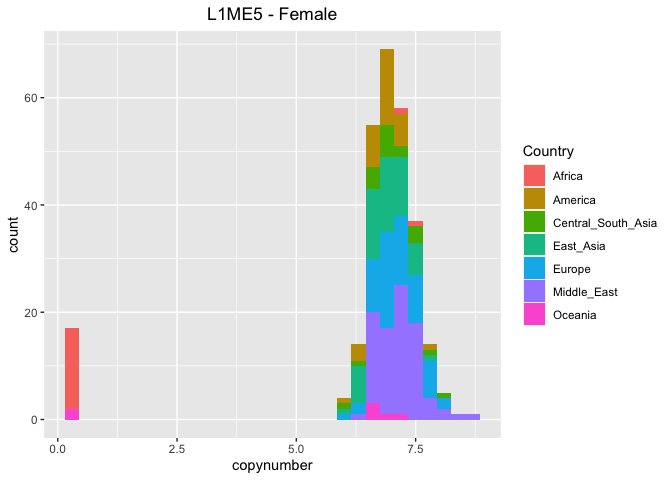 L1ME5 - Female
count
60
40
20
0
0.0 2.5 5.0 7.5
copynumber
Country
Africa
America
Central_South_Asia
East_Asia
Europe
Middle_East
Oceania